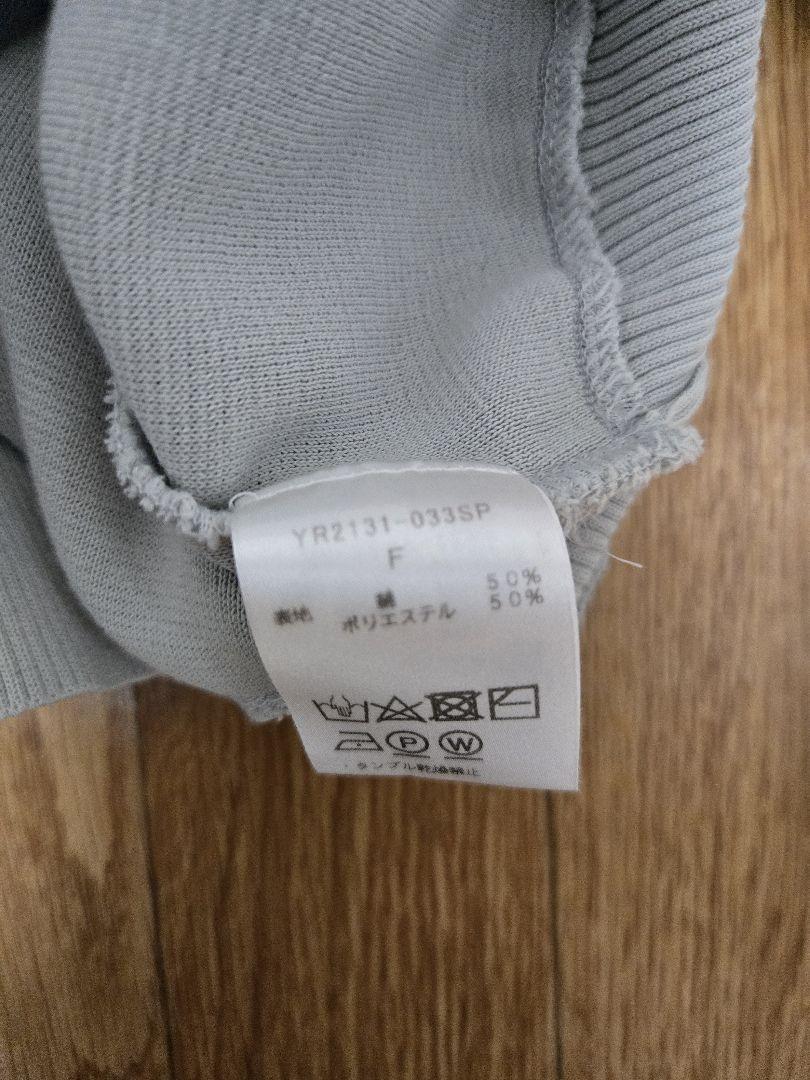 YR2131-033SP
F
表地 綿 50%
ポリエステル 50%
P W
・タンブル乾燥禁止